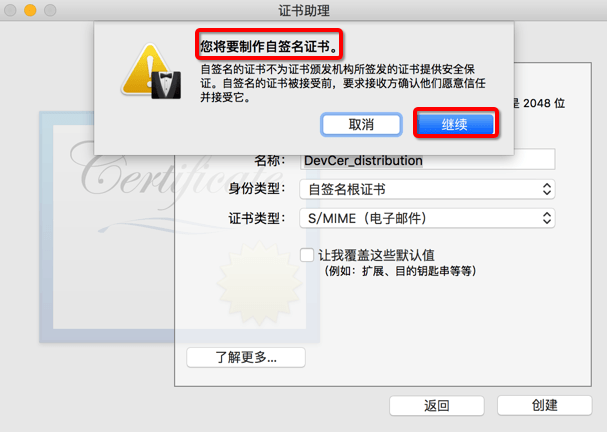 证书助理
您将要制作自签名证书。
自签名的证书不为证书颁发机构所签发的证书提供安全保
证。自签名的证书被接受前，要求接收方确认他们愿意信任
并接受它。
取消
继续
是 2048 位
Certificate
名称：
DevCer_distribution
身份类型：
自签名根证书
证书类型：
S/MIME（电子邮件）
让我覆盖这些默认值
（例如：扩展、目的钥匙串等等）
了解更多...
返回
创建